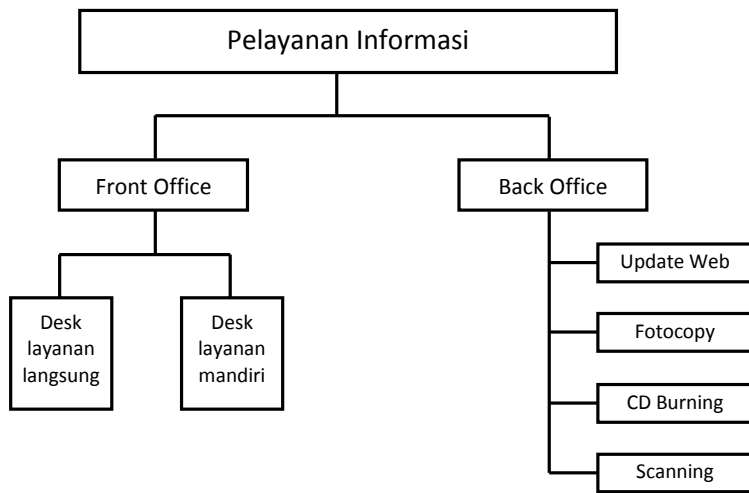 Pelayanan Informasi
Front Office
Back Office
Desk
layanan
langsung
Desk
layanan
mandiri
Update Web
Fotocopy
CD Burning
Scanning